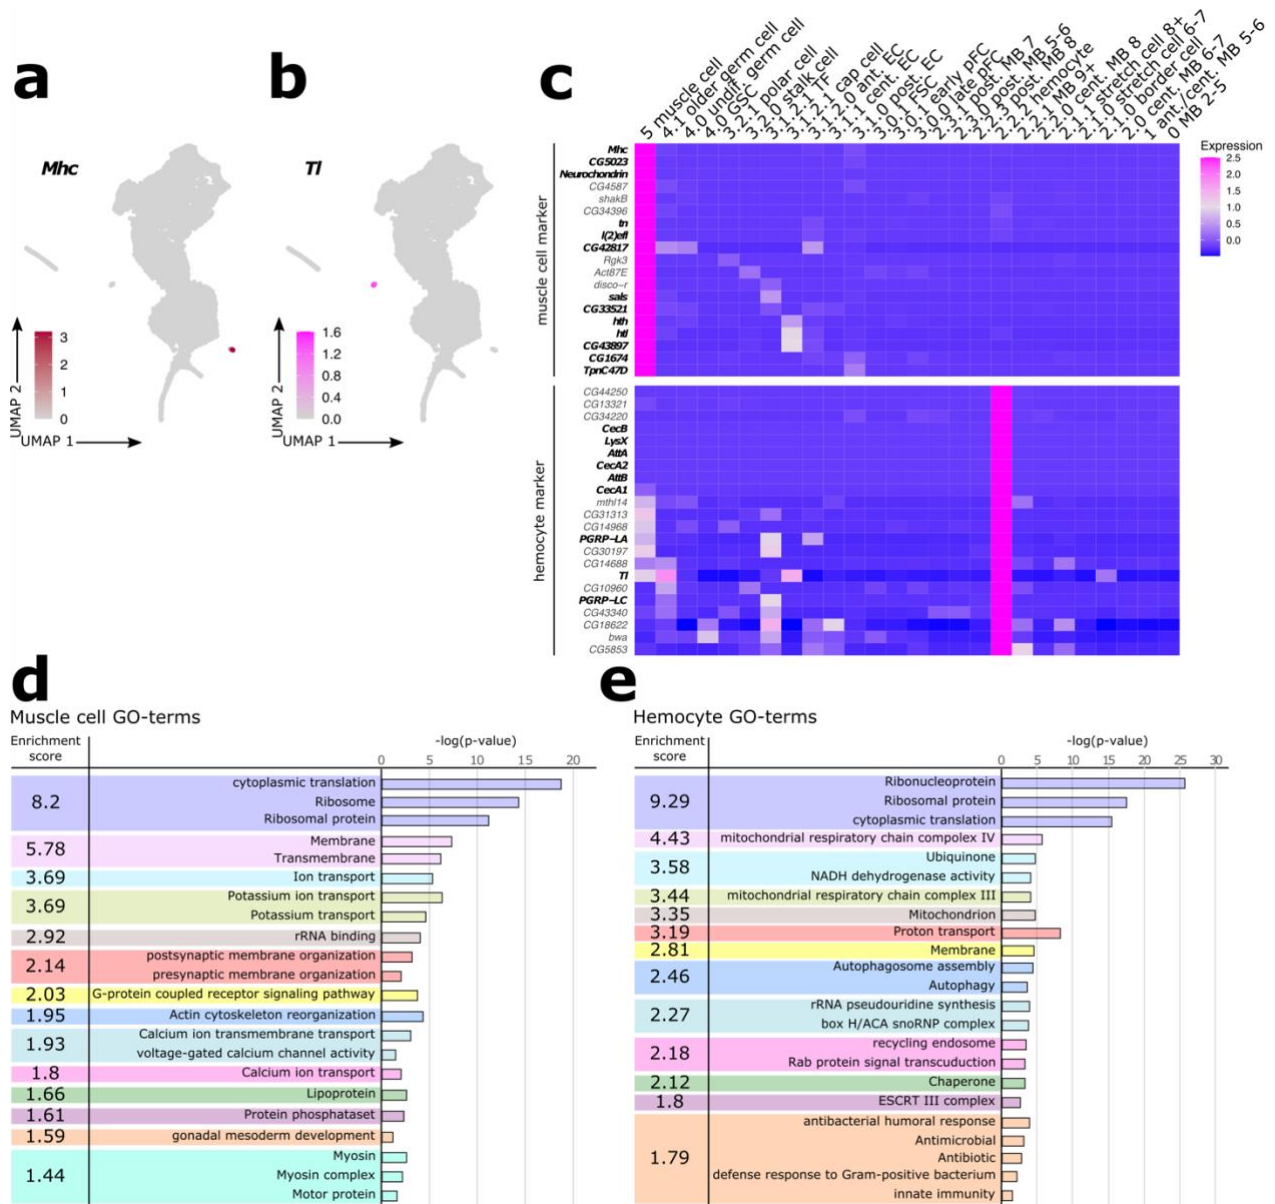 a
b
c
Mhc
Tl
3
2
1
0
1.6
1.2
0.8
0.4
0.0
UMAP 2
UMAP 1
UMAP 2
UMAP 1
5 muscle cell
4.1 older germ cell
4.0 undiff. germ cell
4.0 GSC
3.2.1 polar cell
3.2.0 stalk cell
3.1.2.1 TF
3.1.2.1 cap cell
3.1.2.0 ant. EC
3.1.1 cent. EC
3.1.0 post. EC
3.0.1 FSC
3.0.1 early pFC
3.0.0 late pFC
2.3.1 post. MB 7
2.3.0 post. MB 5-6
2.2.3 post. MB 8
2.2.2 hemocyte
2.2.1 MB 9+
2.2.0 cent. MB 8
2.1.1 stretch cell 8+
2.1.0 stretch cell 6-7
2.1.0 border cell
2.0 cent. MB 6-7
1 ant./cent. MB 5-6
0 MB 2-5
Expression
2.5
2.0
1.5
1.0
0.5
0.0
muscle cell marker
Mhc
CG5023
Neurochondrin
CG4587
shakB
CG34396
tn
l(2)efl
CG42817
Rgk3
Act87E
disco-r
sals
CG33521
hth
htl
CG43897
CG1674
TpnC47D
hemocyte marker
CG44250
CG13321
CG34220
CecB
LysX
AttA
CecA2
AttB
CecA1
mthl14
CG31313
CG14968
PGRP-LA
CG30197
CG14688
Tl
CG10960
PGRP-LC
CG43340
CG18622
bwa
CG5853
d
Muscle cell GO-terms
Enrichment score
-log(p-value)
0 5 10 15 20
8.2
cytoplasmic translation
Ribosome
Ribosomal protein
5.78
Membrane
Transmembrane
3.69
Ion transport
3.69
Potassium ion transport
Potassium transport
2.92
rRNA binding
2.14
postsynaptic membrane organization
presynaptic membrane organization
2.03
G-protein coupled receptor signaling pathway
1.95
Actin cytoskeleton reorganization
1.93
Calcium ion transmembrane transport
voltage-gated calcium channel activity
1.8
Calcium ion transport
1.66
Lipoprotein
1.61
Protein phosphataset
1.59
gonadal mesoderm development
1.44
Myosin
Myosin complex
Motor protein
e
Hemocyte GO-terms
Enrichment score
-log(p-value)
0 5 10 15 20 25 30
9.29
Ribonucleoprotein
Ribosomal protein
cytoplasmic translation
4.43
mitochondrial respiratory chain compolex IV
3.58
Ubiquinone
NADH dehydrogenase activity
3.44
mitochondrial respiratory chain complex III
3.35
Mitochondrion
3.19
Proton transport
2.81
Membrane
2.46
Autophagosome assembly
Autophagy
2.27
rRNA pseudouridine synthesis
box H/ACA snoRNP complex
2.18
recycling endosome
Rab protein signal transcuduction
2.12
Chaperone
1.8
ESCRT III complex
1.79
antibacterial humoral response
Antimicrobial
Antibiotic
defense response to Gram-positive bacterium
innate immunity